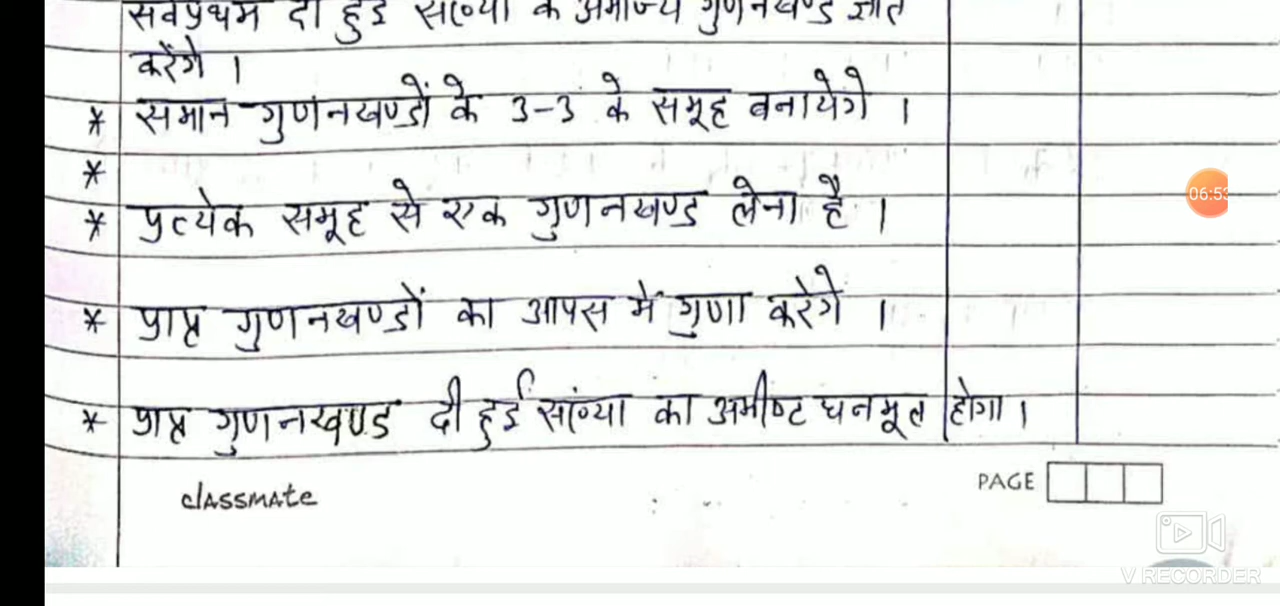 सर्वप्रथम दी हुई संख्या के अभाज्य गुणनखण्ड ज्ञात
करेंगे ।
* समान गुणनखण्डों के 3-3 के समूह बनायेगे ।
*
* प्रत्येक समूह से एक गुणनखण्ड लेना है ।
* प्राप्त गुणनखण्डों का आपस में गुणा करेगे ।
* प्राप्त गुणनखण्ड दी हुई संख्या का अभीष्ट घनमूल होगा ।
classmate
PAGE
06:53
V RECORDER